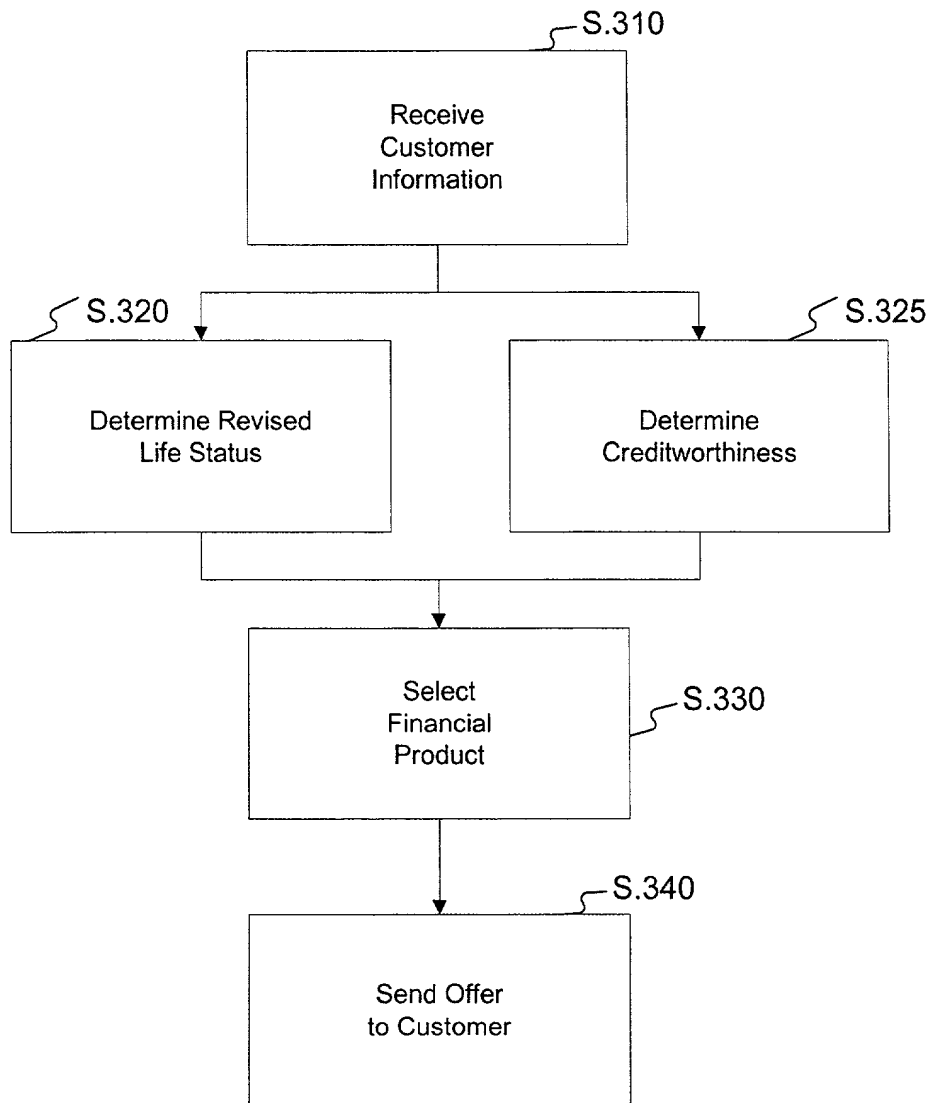 S.310
Receive
Customer
Information
S.320
S.325
Determine Revised
Life Status
Determine
Creditworthiness
Select
Financial
Product
S.330
S.340
Send Offer
to Customer